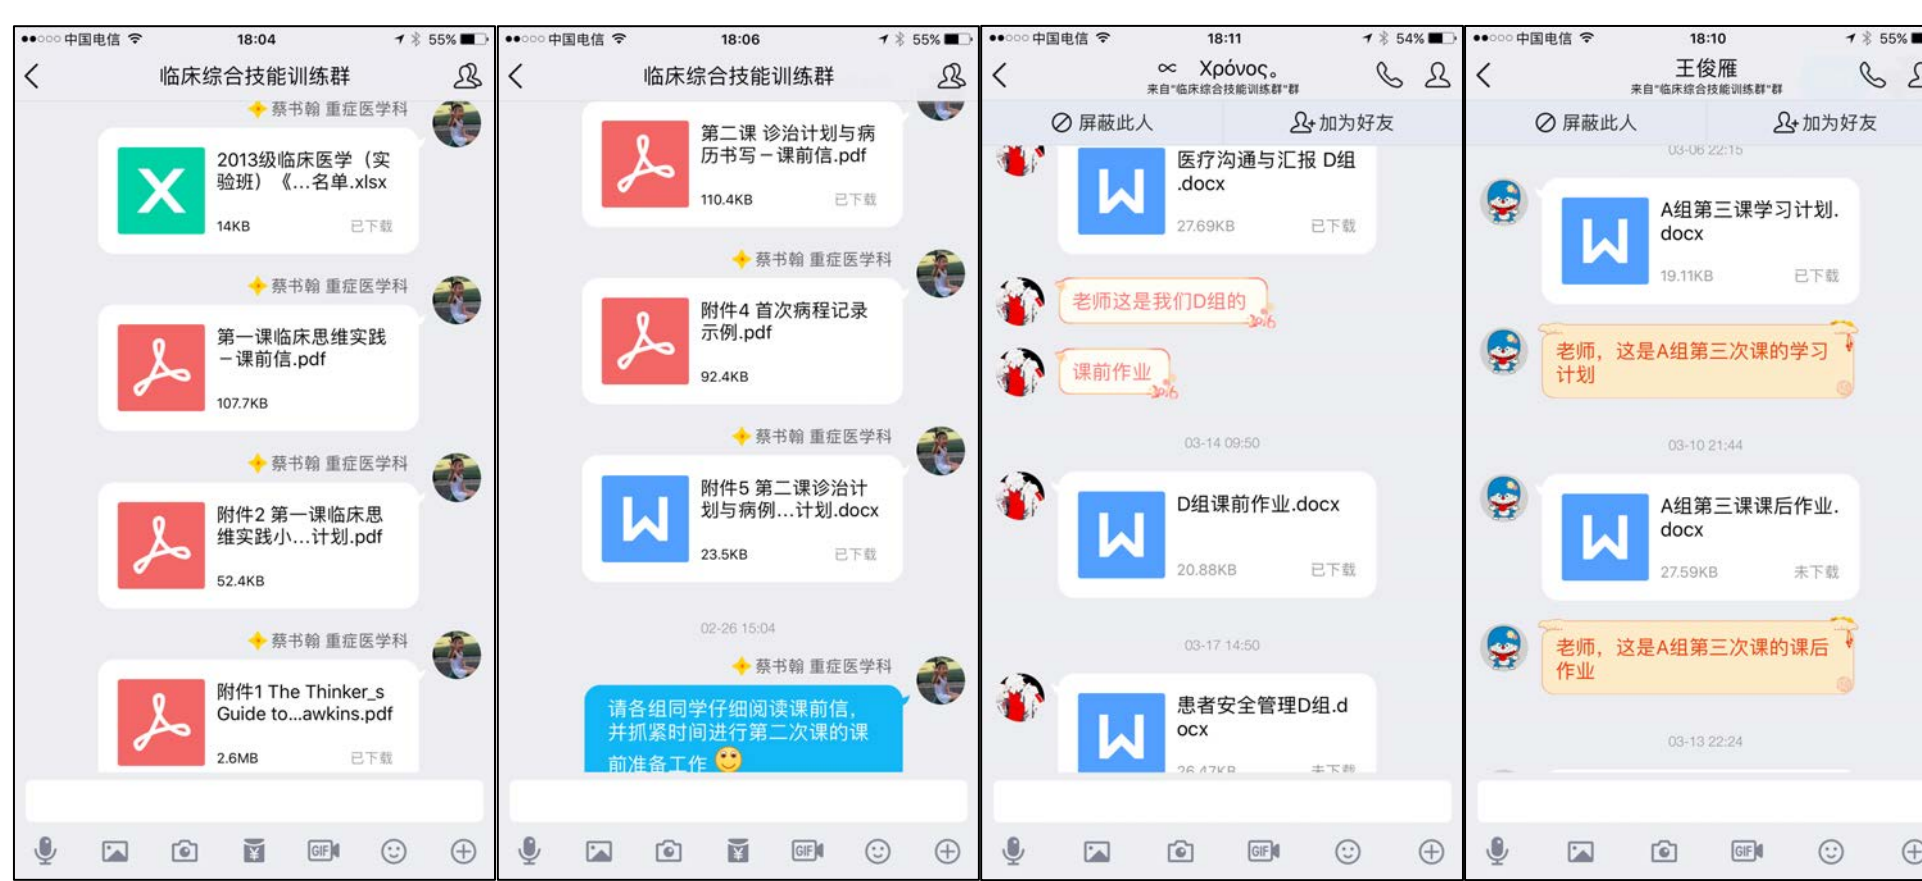 中国电信
18:04
55%
临床综合技能训练群
蔡书翰 重症医学科
2013级临床医学（实
验班）《...名单.xlsx
14KB
已下载
蔡书翰 重症医学科
第一课临床思维实践
－课前信.pdf
107.7KB
蔡书翰 重症医学科
附件2 第一课临床思
维实践小...计划.pdf
52.4KB
蔡书翰 重症医学科
附件1 The Thinker_s
Guide to...awkins.pdf
2.6MB
已下载
GIF
中国电信
18:06
55%
临床综合技能训练群
第二课 诊治计划与病
历书写－课前信.pdf
110.4KB
已下载
蔡书翰 重症医学科
附件4 首次病程记录
示例.pdf
92.4KB
蔡书翰 重症医学科
附件5 第二课诊治计
划与病例...计划.docx
23.5KB
已下载
02-26 15:04
蔡书翰 重症医学科
请各组同学仔细阅读课前信，
并抓紧时间进行第二次课的课
前准备工作
GIF
中国电信
18:11
54%
∝ Χρόνος。
来自"临床综合技能训练群"群
屏蔽此人
加为好友
医疗沟通与汇报 D组
.docx
27.69KB
已下载
老师这是我们D组的
2016
课前作业
2016
03-14 09:50
D组课前作业.docx
20.88KB
已下载
03-17 14:50
患者安全管理D组.d
ocx
26.47KB
未下载
GIF
中国电信
18:10
55%
王俊雁
来自"临床综合技能训练群"群
屏蔽此人
加为好友
03-06 22:15
A组第三课学习计划.
docx
19.11KB
已下载
老师，这是A组第三次课的学习
计划
03-10 21:44
A组第三课课后作业.
docx
27.59KB
未下载
老师，这是A组第三次课的课后
作业
03-13 22:24
GIF